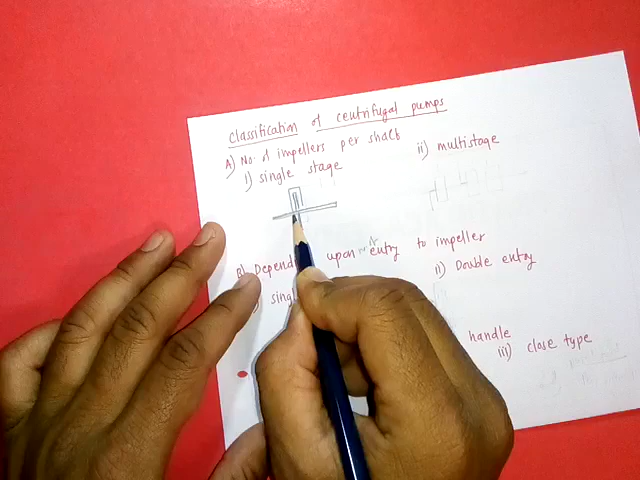 Classification of centrifugal pumps
A) No. of impellers per shaft
i) single stage ii) multistage
B) Depend upon entry to impeller
sing ii) Double entry
handle
iii) close type